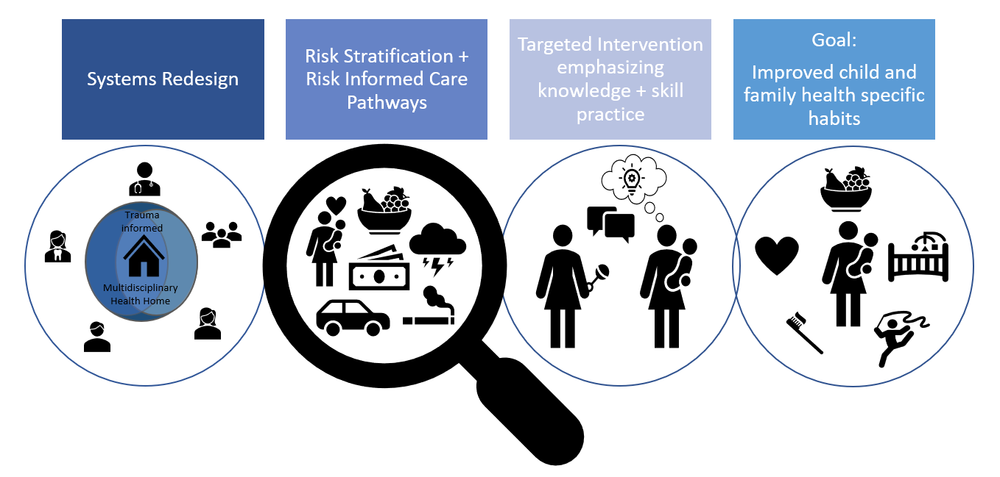 Systems Redesign
Risk Stratification +
Risk Informed Care
Pathways
Targeted Intervention
emphasizing
knowledge + skill
practice
Goal:
Improved child and
family health specific
habits
Trauma
informed
Multidisciplinary
Health Home